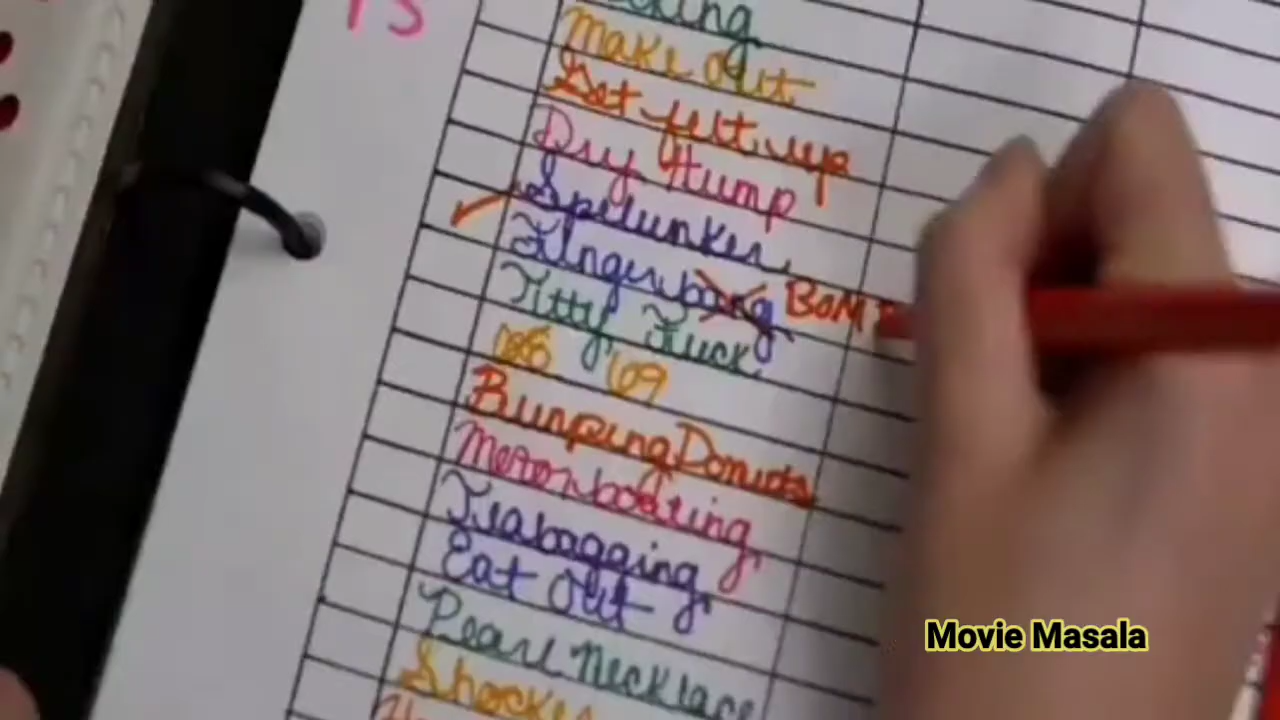 Make Out
Get felt up
Dry Hump
Spelunker
Fingerbang BOM
Titty Fuck
'69
Bumping Donuts
Motorboating
Teabagging
Eat Out
Pearl Necklace
Shocker
Movie Masala